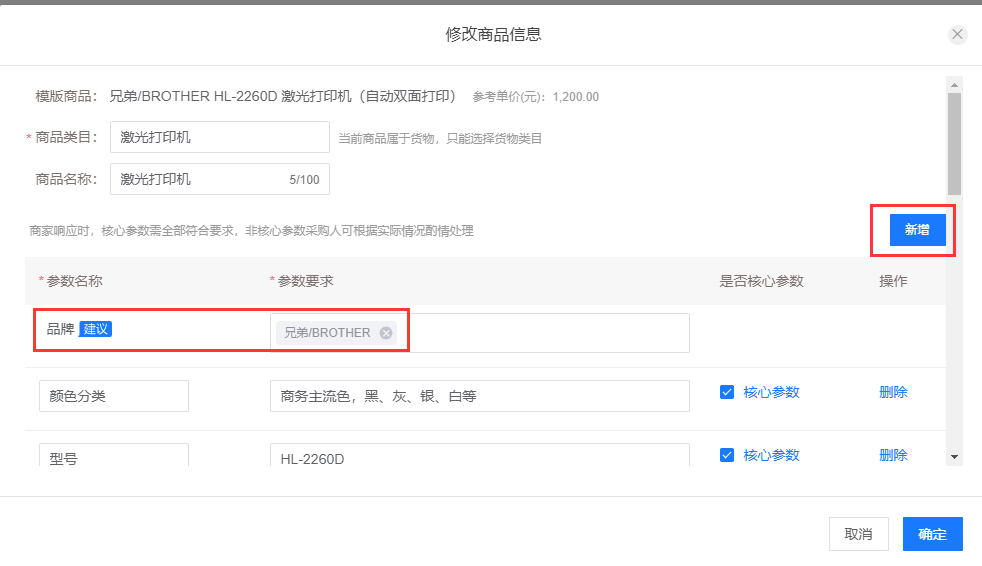 修改商品信息
模版商品： 兄弟/BROTHER HL-2260D 激光打印机（自动双面打印） 参考单价(元)：1,200.00
* 商品类目： 激光打印机 当前商品属于货物，只能选择货物类目
商品名称： 激光打印机 5/100
商家响应时，核心参数需全部符合要求，非核心参数采购人可根据实际情况酌情处理 新增
* 参数名称 * 参数要求 是否核心参数 操作
品牌 建议 兄弟/BROTHER
颜色分类 商务主流色，黑、灰、银、白等 核心参数 删除
型号 HL-2260D 核心参数 删除
取消 确定